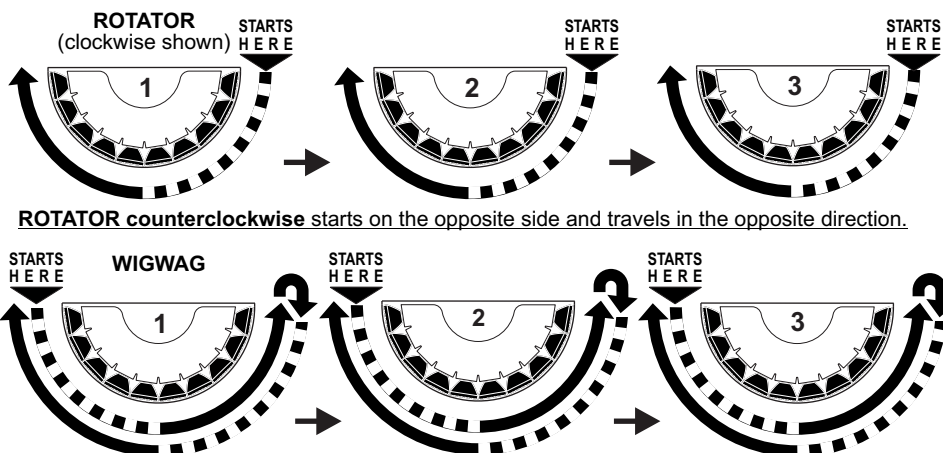 ROTATOR
(clockwise shown)
STARTS
HERE
STARTS
HERE
STARTS
HERE
1
2
3
ROTATOR counterclockwise starts on the opposite side and travels in the opposite direction.
STARTS
HERE
WIGWAG
STARTS
HERE
STARTS
HERE
1
2
3